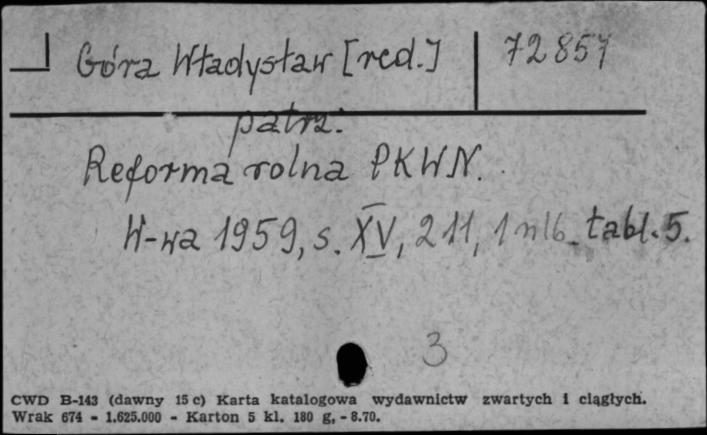 Góra Władysław [red.] 72857
patrz:
Reforma rolna PKWN.
W-wa 1959, s. XV, 211, 1 nlb. tabl. 5.
3
CWD B-143 (dawny 15 c) Karta katalogowa wydawnictw zwartych i ciągłych.
Wrak 674 - 1.625.000 - Karton 5 kl. 180 g, - 8.70.